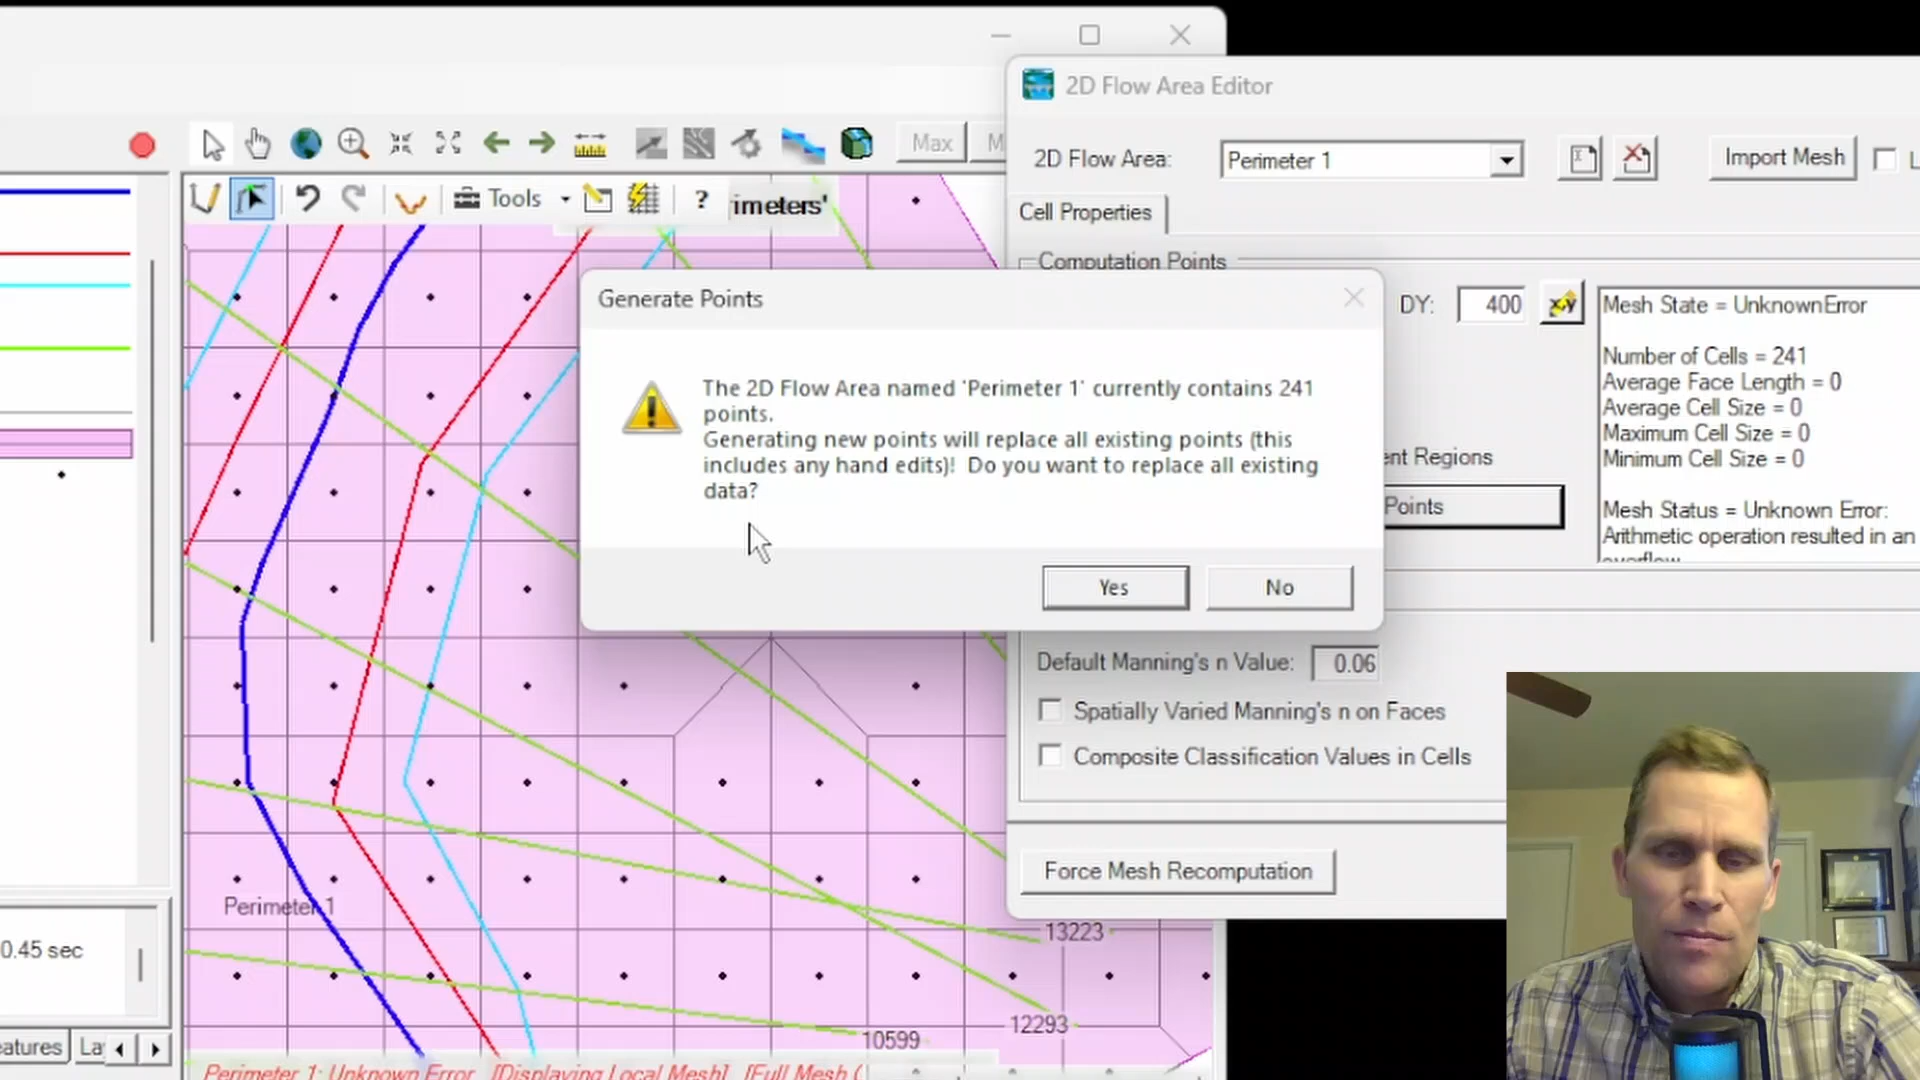 2D Flow Area Editor
2D Flow Area:
Perimeter 1
Import Mesh
Max
Tools
?
imeters'
Cell Properties
Computation Points
Generate Points
DY:
400
Mesh State = UnknownError
Number of Cells = 241
Average Face Length = 0
Average Cell Size = 0
Maximum Cell Size = 0
Minimum Cell Size = 0
Mesh Status = Unknown Error:
Arithmetic operation resulted in an
overflow
The 2D Flow Area named 'Perimeter 1' currently contains 241
points.
Generating new points will replace all existing points (this
includes any hand edits)! Do you want to replace all existing
data?
ent Regions
Points
Yes
No
Default Manning's n Value:
0.06
Spatially Varied Manning's n on Faces
Composite Classification Values in Cells
Force Mesh Recomputation
Perimeter 1
0.45 sec
13223
12293
10599
eatures
La
Perimeter 1: Unknown Error [Displaying Local Mesh] [Full Mesh (